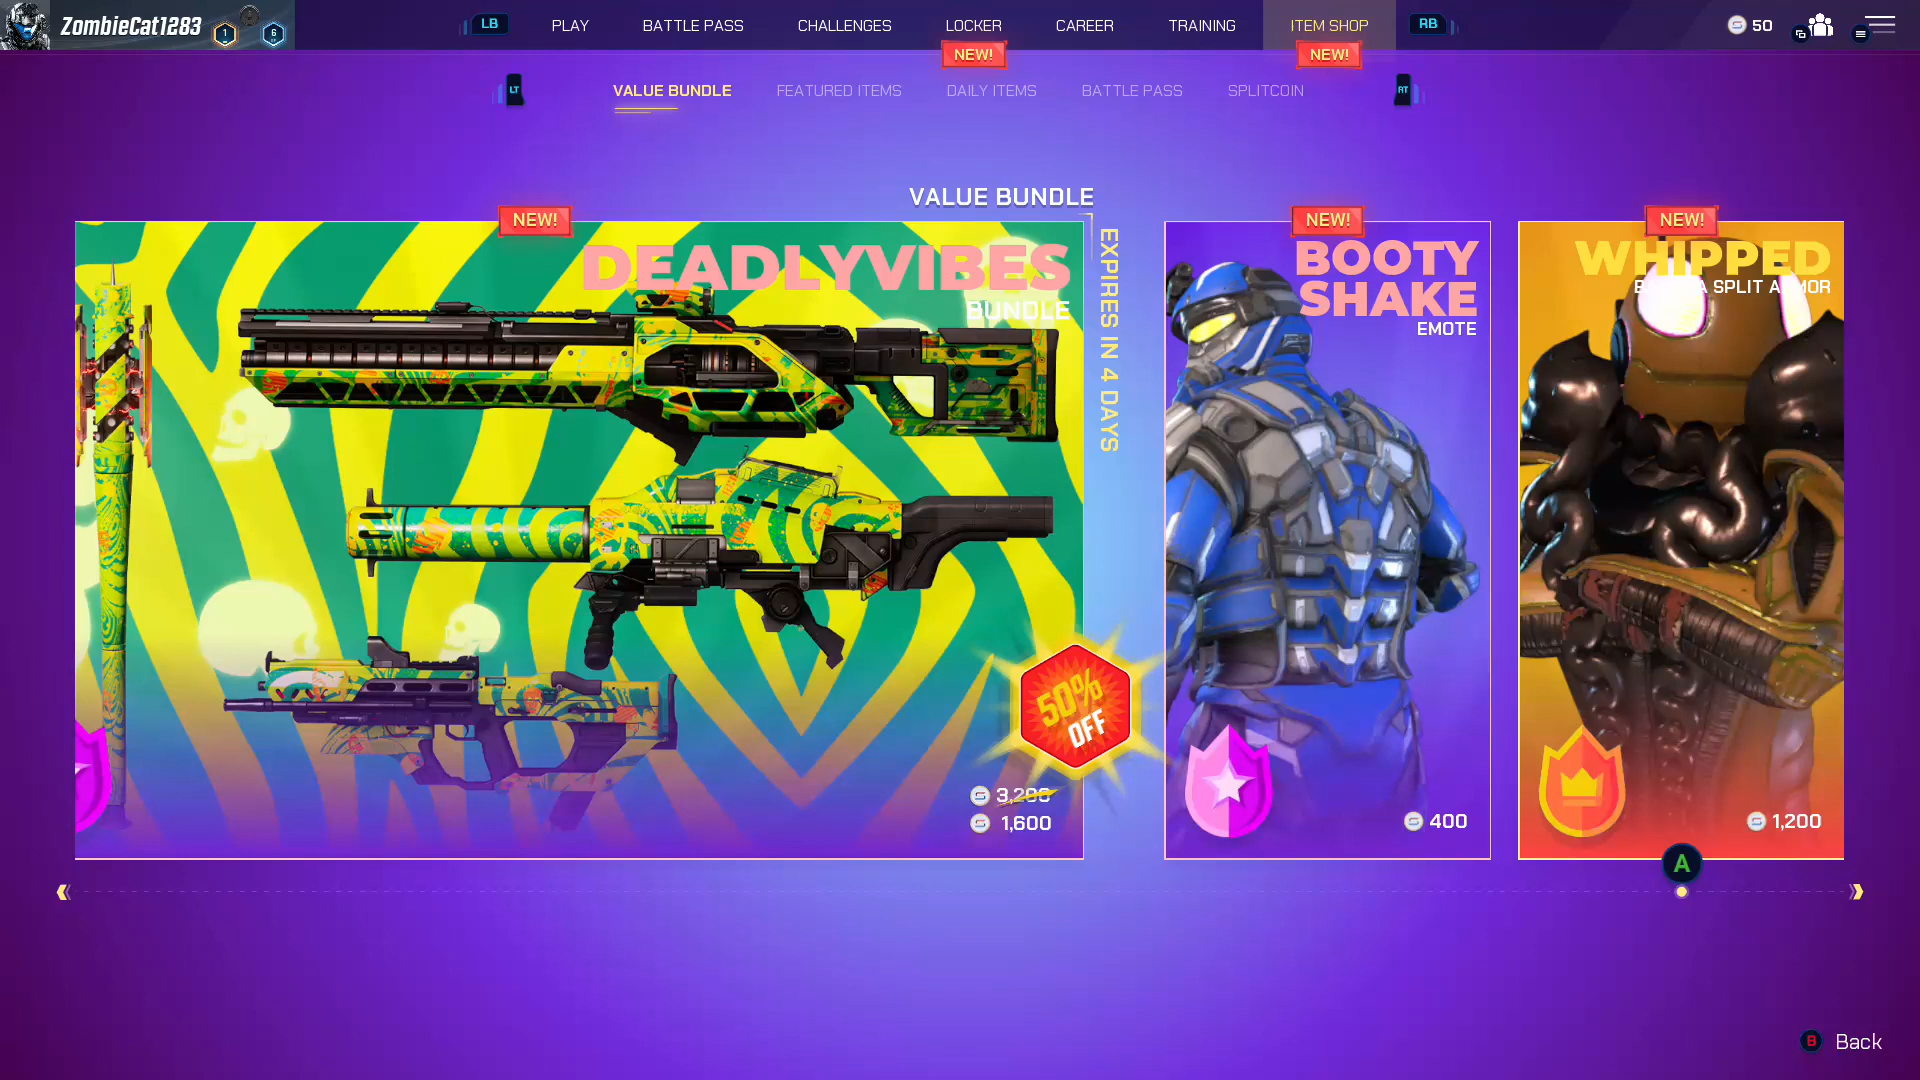 ZombieCat1283
1
6
LB
PLAY
BATTLE PASS
CHALLENGES
LOCKER
CAREER
TRAINING
ITEM SHOP
RB
50
NEW!
NEW!
LT
VALUE BUNDLE
FEATURED ITEMS
DAILY ITEMS
BATTLE PASS
SPLITCOIN
RT
VALUE BUNDLE
EXPIRES IN 4 DAYS
NEW!
DEADLYVIBES
BUNDLE
50%
OFF
3,200
1,600
NEW!
BOOTY
SHAKE
EMOTE
400
NEW!
WHIPPED
SPLIT ARMOR
1,200
A
B Back